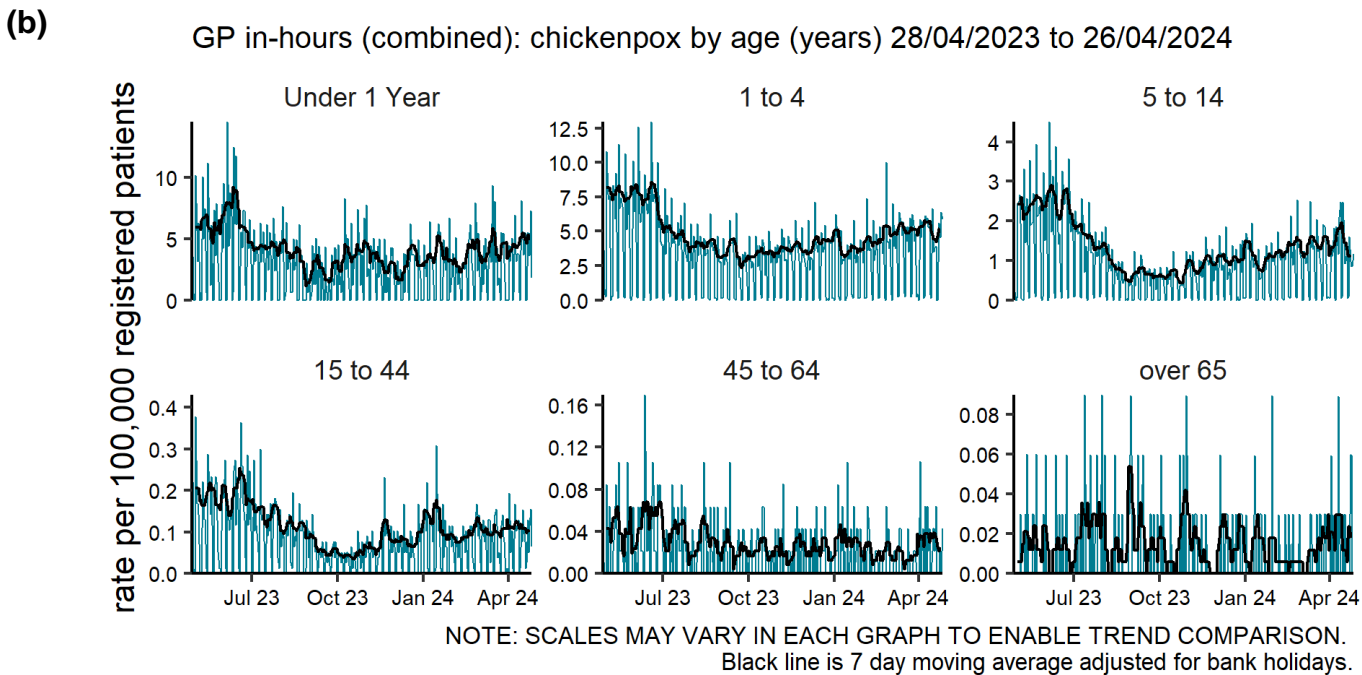 (b)
GP in-hours (combined): chickenpox by age (years) 28/04/2023 to 26/04/2024
rate per 100,000 registered patients
Under 1 Year
10
5
0
1 to 4
12.5
10.0
7.5
5.0
2.5
0.0
5 to 14
4
3
2
1
0
15 to 44
0.4
0.3
0.2
0.1
0.0
Jul 23 Oct 23 Jan 24 Apr 24
45 to 64
0.16
0.12
0.08
0.04
0.00
Jul 23 Oct 23 Jan 24 Apr 24
over 65
0.08
0.06
0.04
0.02
0.00
Jul 23 Oct 23 Jan 24 Apr 24
NOTE: SCALES MAY VARY IN EACH GRAPH TO ENABLE TREND COMPARISON.
Black line is 7 day moving average adjusted for bank holidays.